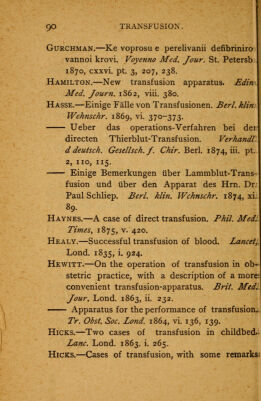 90 TRANSFUSION.
GURCHMAN.—Ke voprosu e perelivanii defibriniro
vannoi krovi. Voyenno Med. Jour. St. Petersb.
1870, cxxvi. pt. 3, 207, 238.
HAMILTON.—New transfusion apparatus. Edin
Med. Journ. 1862, viii. 380.
HASSE.—Einige Fälle von Transfusionen. Berl. klin.
Wchnschr. 1869, vi. 370-373.
—— Ueber das operations-Verfahren bei der
directen Thierblut-Transfusion. Verhandl
d deutsch. Gesellsch. f. Chir. Berl. 1874, iii. pt.
2, 110, 115.
—— Einige Bemerkungen über Lammblut-Trans-
fusion und über den Apparat des Hrn. Dr.
Paul Schliep. Berl. klin. Wchnschr. 1874, xi.
89.
HAYNES.—A case of direct transfusion. Phil. Med.
Times, 1875, v. 420.
HEALY.—Successful transfusion of blood. Lancet,
Lond. 1835, i. 924.
HEWITT.—On the operation of transfusion in ob-
stetric practice, with a description of a more
convenient transfusion-apparatus. Brit. Med.
Jour. Lond. 1863, ii. 232.
—— Apparatus for the performance of transfusion.
Tr. Obst. Soc. Lond. 1864, vi. 136, 139.
HICKS.—Two cases of transfusion in childbed.
Lanc. Lond. 1863. i. 265.
HICKS.—Cases of transfusion, with some remarks